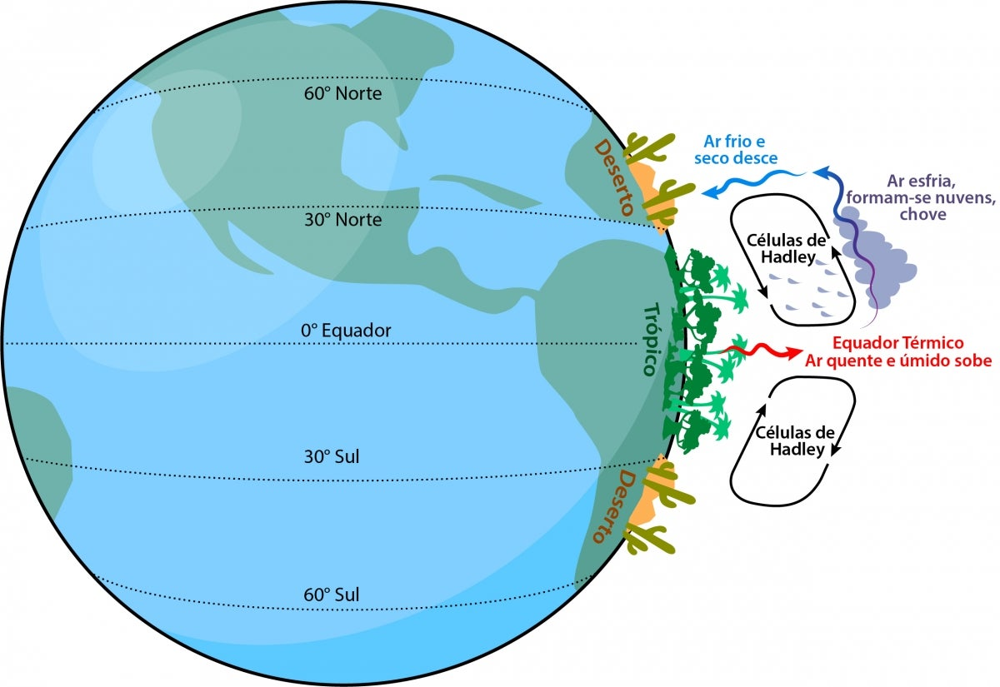 60° Norte
Deserto
Ar frio e
seco desce
Ar esfria,
formam-se nuvens,
chove
30° Norte
Células de
Hadley
Trópico
0° Equador
Equador Térmico
Ar quente e úmido sobe
Células de
Hadley
30° Sul
Deserto
60° Sul